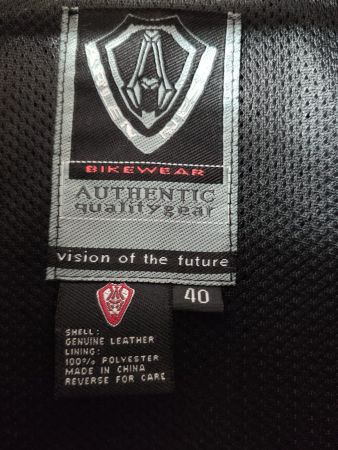 BIKEWEAR
AUTHENTIC
qualitygear
vision of the future
40
SHELL:
GENUINE LEATHER
LINING:
100% POLYESTER
MADE IN CHINA
REVERSE FOR CARE